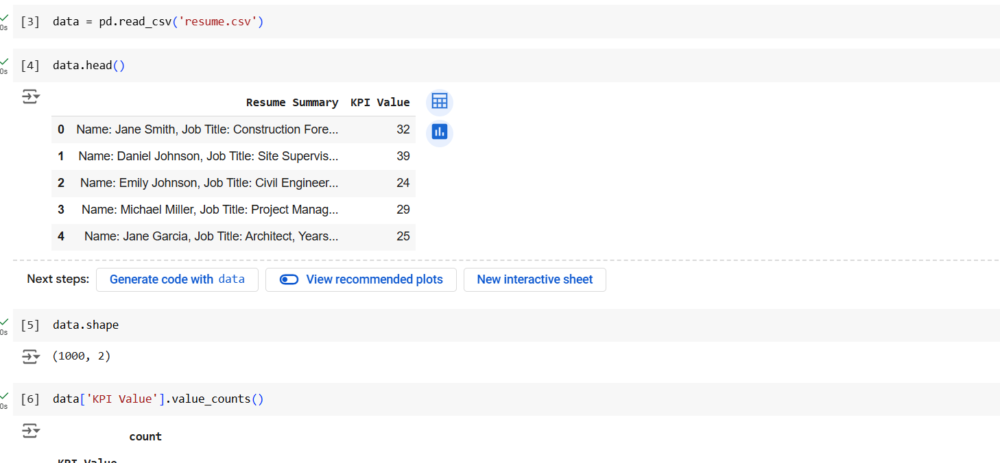 [3] data = pd.read_csv('resume.csv')
0s
[4] data.head()
0s
Resume Summary KPI Value
0 Name: Jane Smith, Job Title: Construction Fore... 32
1 Name: Daniel Johnson, Job Title: Site Supervis... 39
2 Name: Emily Johnson, Job Title: Civil Engineer... 24
3 Name: Michael Miller, Job Title: Project Manag... 29
4 Name: Jane Garcia, Job Title: Architect, Years... 25
Next steps: Generate code with data View recommended plots New interactive sheet
[5] data.shape
0s
(1000, 2)
[6] data['KPI Value'].value_counts()
0s
count
KPI Value